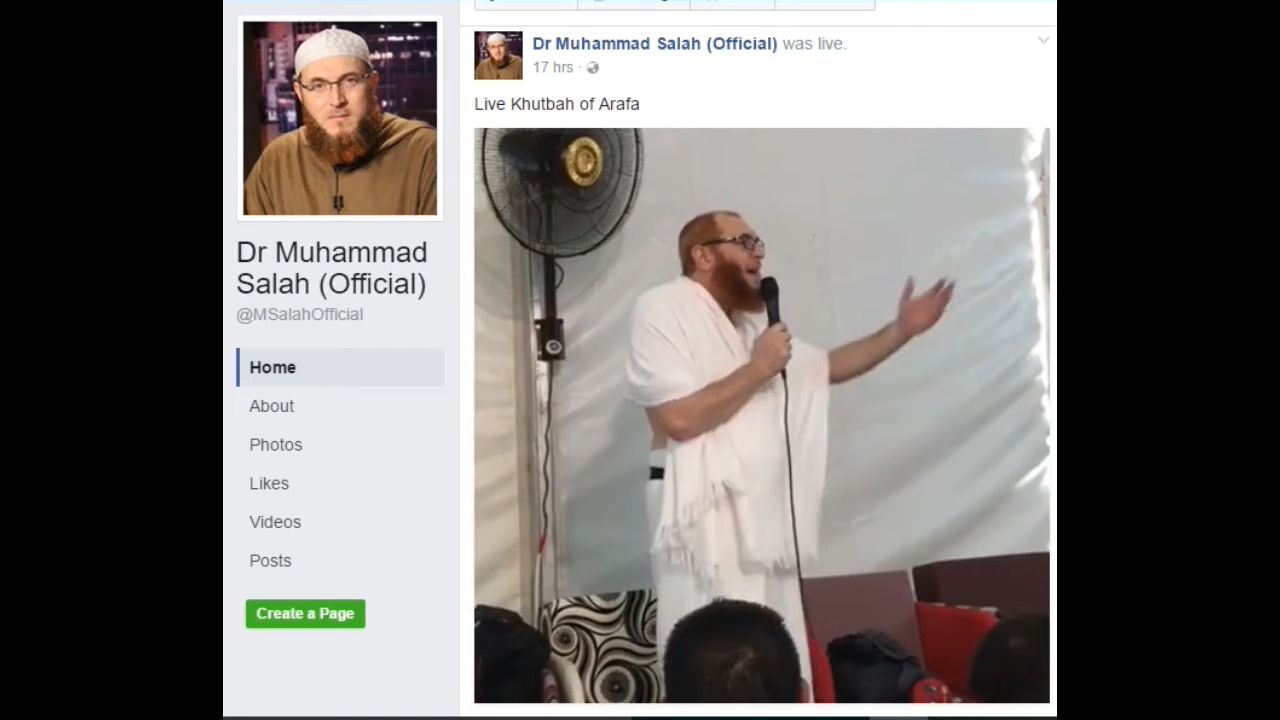 Dr Muhammad Salah (Official) was live.
17 hrs ·
Live Khutbah of Arafa
Dr Muhammad
Salah (Official)
@MSalahOfficial
Home
About
Photos
Likes
Videos
Posts
Create a Page